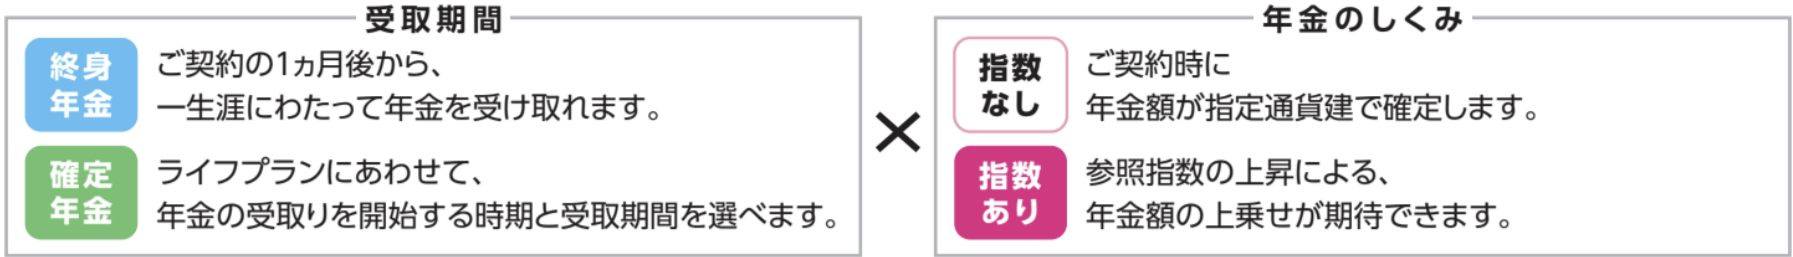 受取期間
終身
年金
ご契約の1ヵ月後から、
一生涯にわたって年金を受け取れます。
確定
年金
ライフプランにあわせて、
年金の受取りを開始する時期と受取期間を選べます。
×
年金のしくみ
指数
なし
ご契約時に
年金額が指定通貨建で確定します。
指数
あり
参照指数の上昇による、
年金額の上乗せが期待できます。